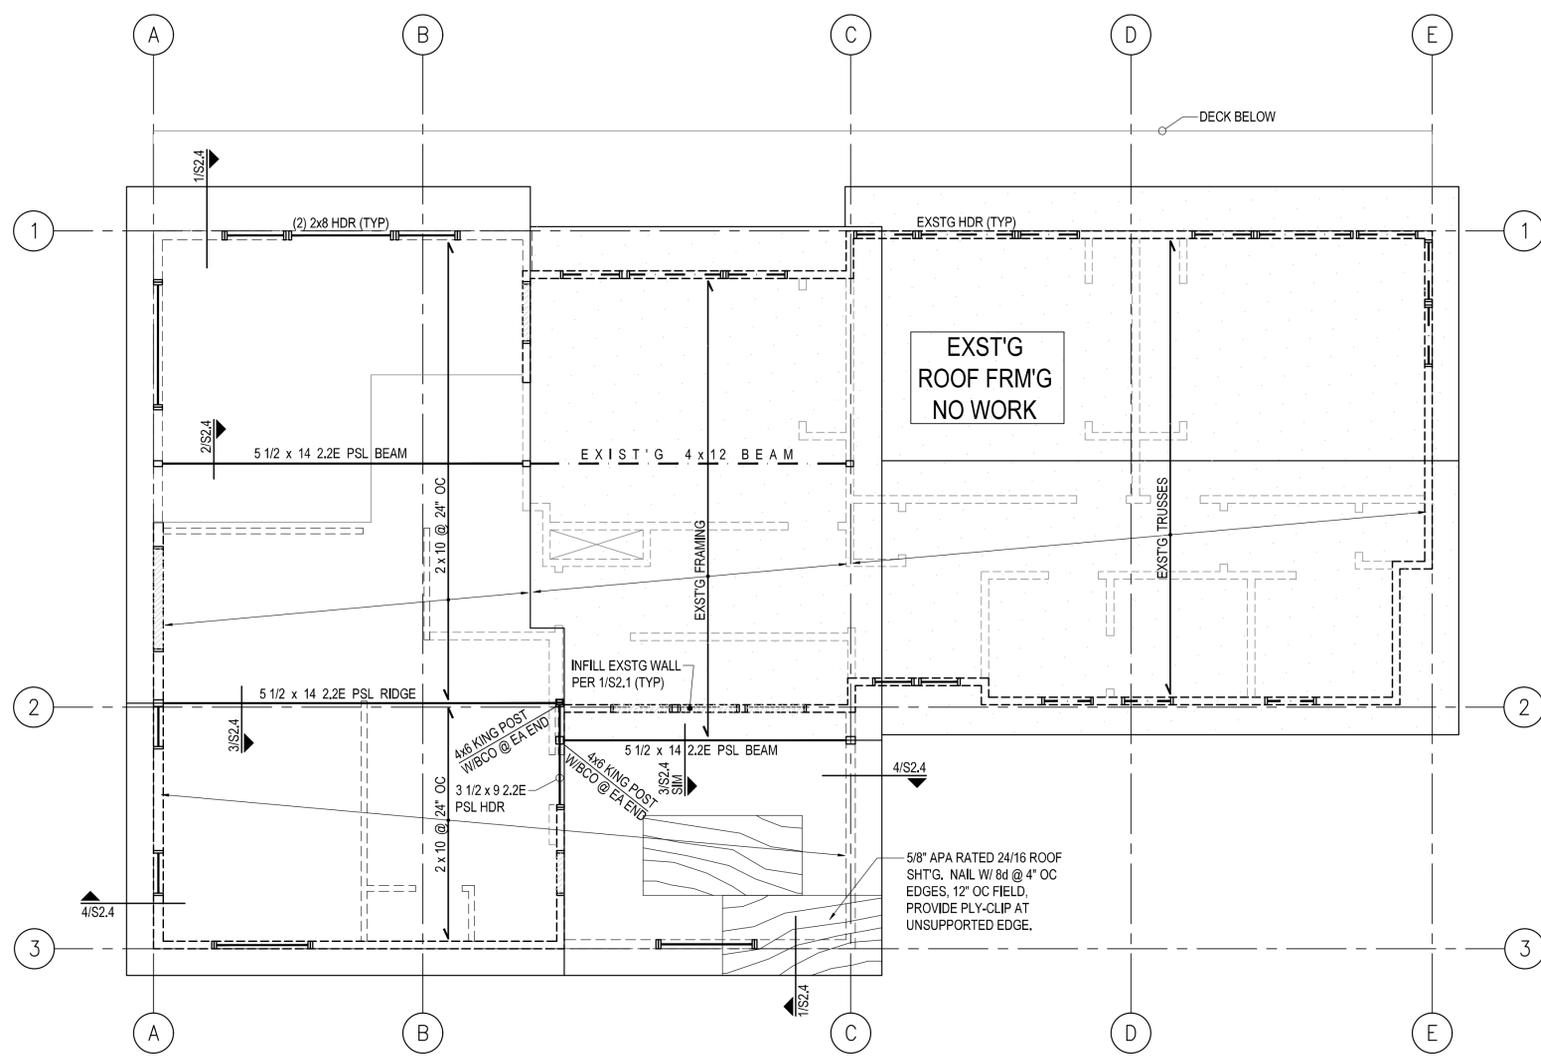 A
B
C
D
E
DECK BELOW
1/S2.4
1
(2) 2x8 HDR (TYP)
EXSTG HDR (TYP)
1
EXST'G
ROOF FRM'G
NO WORK
2/S2.4
5 1/2 x 14 2.2E PSL BEAM
EXIST'G 4 x 12 BEAM
2 x 10 @ 24" OC
EXST'G FRAMING
EXST'G TRUSSES
INFILL EXSTG WALL
PER 1/S2.1 (TYP)
2
5 1/2 x 14 2.2E PSL RIDGE
2
3/S2.4
4x6 KING POST
W/BCO @ EA END
5 1/2 x 14 2.2E PSL BEAM
4x6 KING POST
W/BCO @ EA END
3/S2.4
SIM
4/S2.4
3 1/2 x 9 2.2E
PSL HDR
2 x 10 @ 24" OC
5/8" APA RATED 24/16 ROOF
SHT'G. NAIL W/ 8d @ 4" OC
EDGES, 12" OC FIELD,
PROVIDE PLY-CLIP AT
UNSUPPORTED EDGE.
4/S2.4
3
3
1/S2.4
A
B
C
D
E